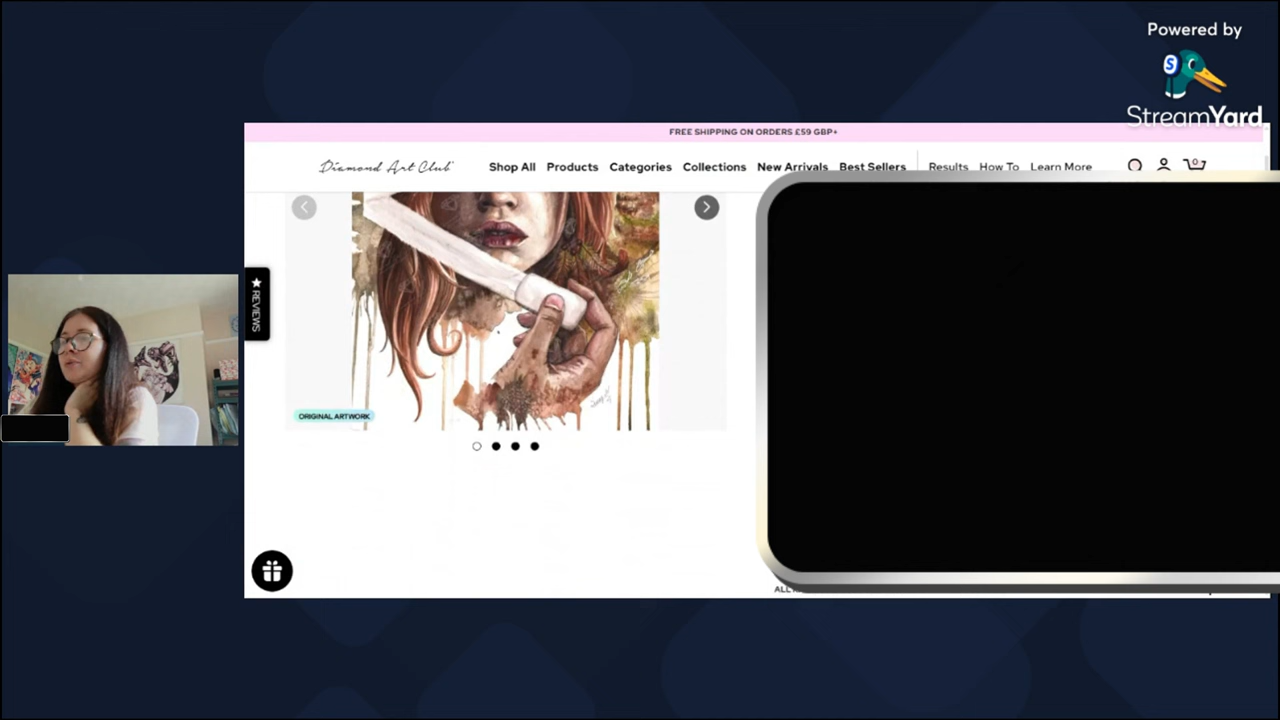 Powered by
StreamYard
FREE SHIPPING ON ORDERS £59 GBP+
Diamond Art Club
Shop All Products Categories Collections New Arrivals Best Sellers Results How To Learn More
0
S
REVIEWS
ORIGINAL ARTWORK